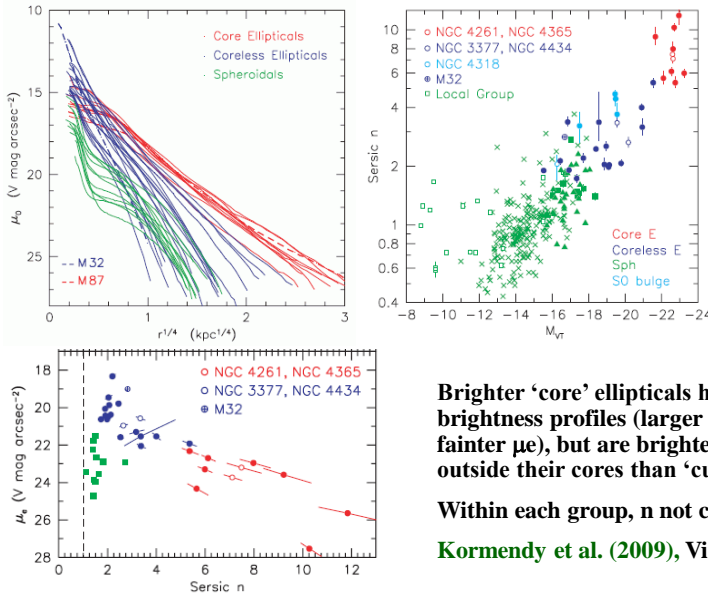 10
15
20
25
μ₀ (V mag arcsec⁻²)
Core Ellipticals
Coreless Ellipticals
Spheroidals
M32
M87
0 1 2 3
r^1/4 (kpc^1/4)
10
8
6
4
2
1
0.8
0.6
0.4
Sersic n
NGC 4261, NGC 4365
NGC 3377, NGC 4434
NGC 4318
M32
Local Group
Core E
Coreless E
Sph
S0 bulge
-8 -10 -12 -14 -16 -18 -20 -22 -24
M_VT
18
20
22
24
26
28
μₑ (V mag arcsec⁻²)
NGC 4261, NGC 4365
NGC 3377, NGC 4434
M32
0 2 4 6 8 10 12
Sersic n
Brighter ‘core’ ellipticals h
brightness profiles (larger
fainter μe), but are brighte
outside their cores than ‘cu
Within each group, n not c
Kormendy et al. (2009), Vi